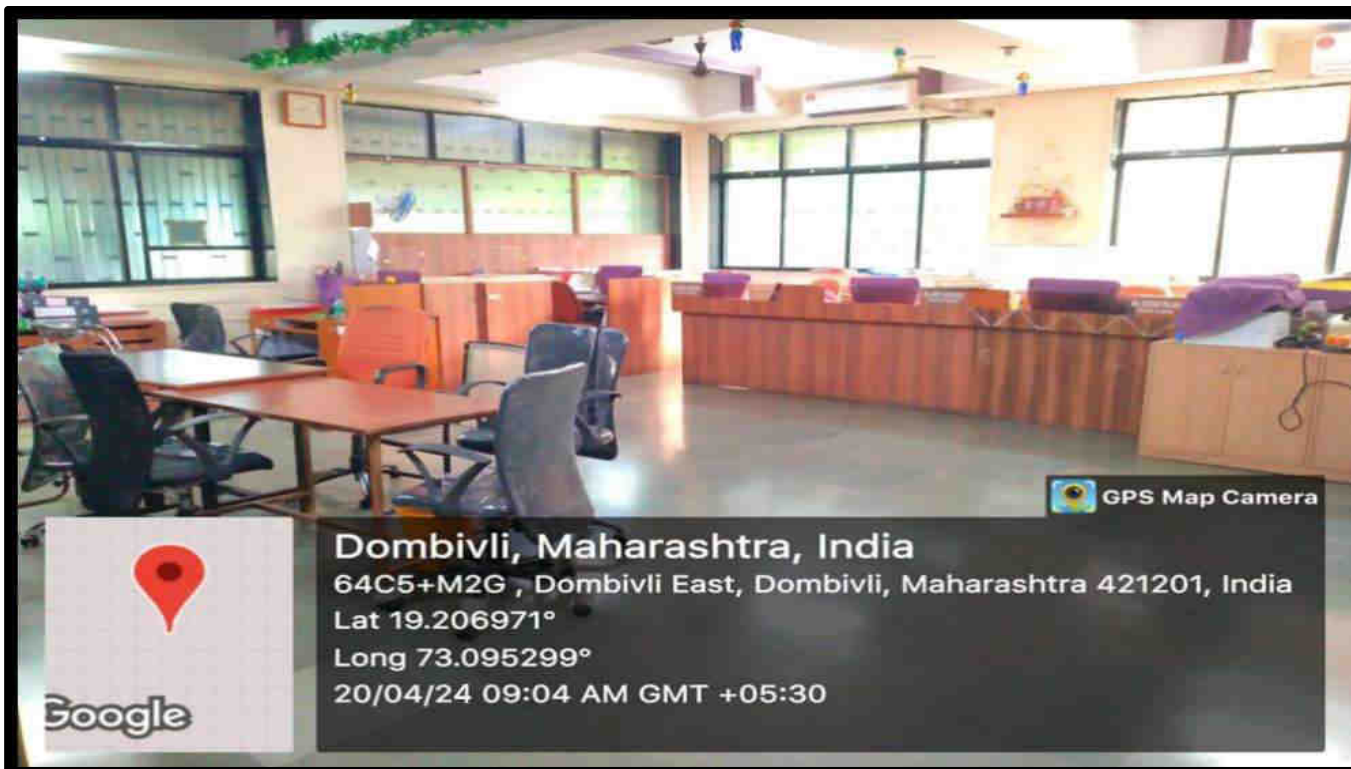 GPS Map Camera
Dombivli, Maharashtra, India
64C5+M2G , Dombivli East, Dombivli, Maharashtra 421201, India
Lat 19.206971°
Long 73.095299°
20/04/24 09:04 AM GMT +05:30
Google